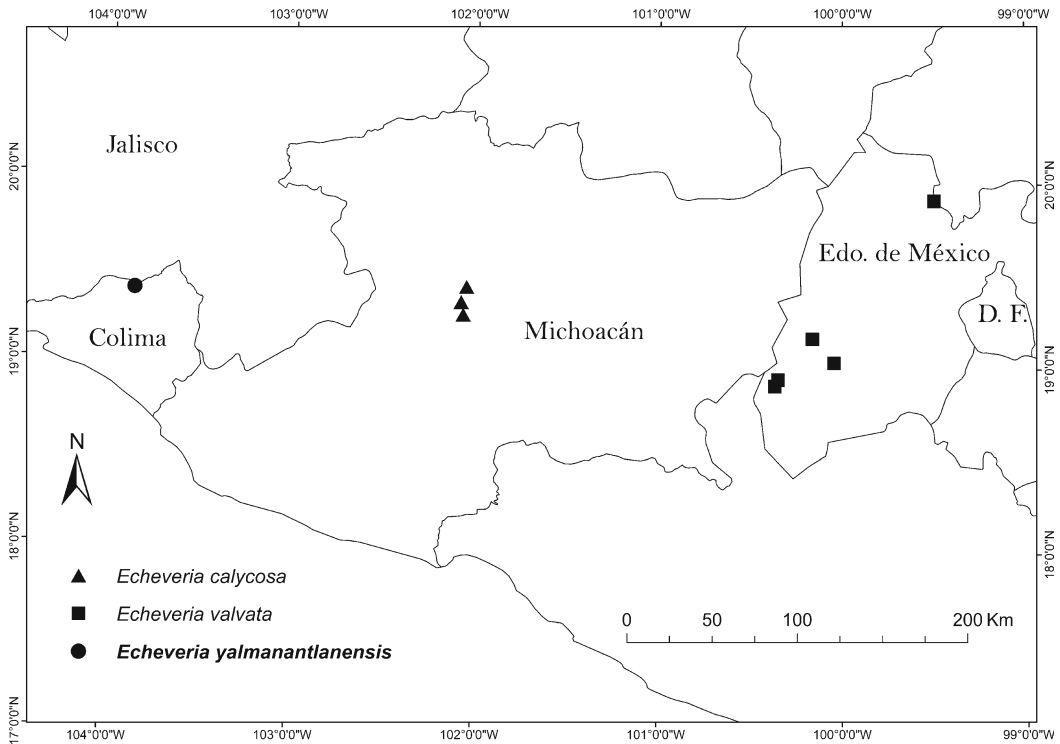 104°0'0"W 103°0'0"W 102°0'0"W 101°0'0"W 100°0'0"W 99°0'0"W
20°0'0"N
19°0'0"N
18°0'0"N
17°0'0"N
20°0'0"N
19°0'0"N
18°0'0"N
Jalisco
Edo. de México
D. F.
Michoacán
Colima
N
Echeveria calycosa
Echeveria valvata
Echeveria yalmanantlanensis
0 50 100 200 Km
104°0'0"W 103°0'0"W 102°0'0"W 101°0'0"W 100°0'0"W 99°0'0"W